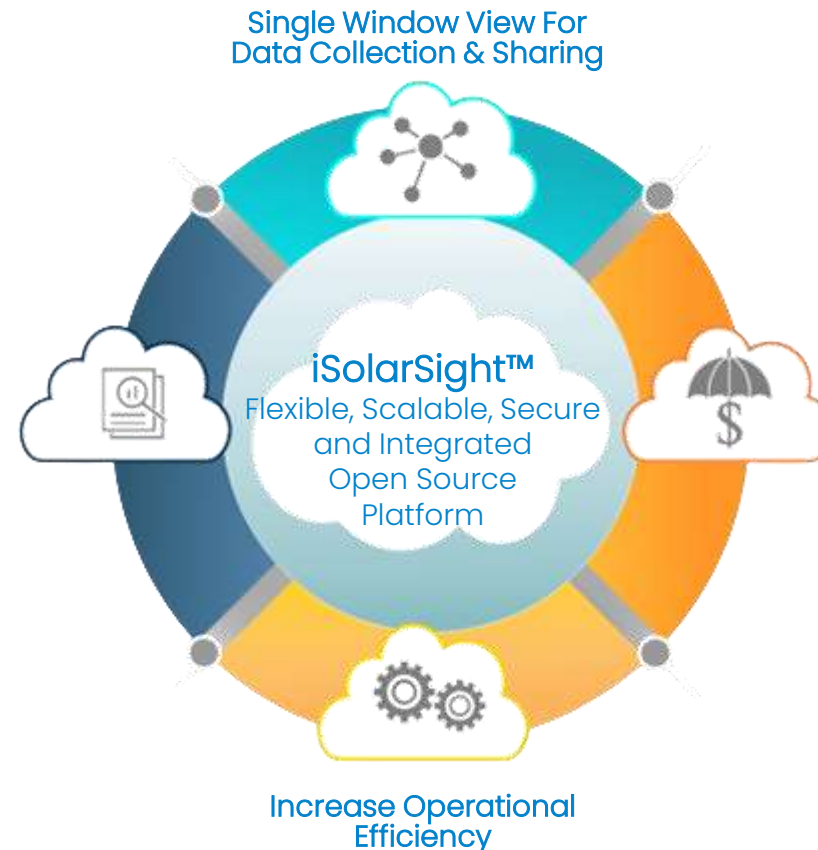 Single Window View For
Data Collection & Sharing
iSolarSight™
Flexible, Scalable, Secure
and Integrated
Open Source
Platform
$
Increase Operational
Efficiency